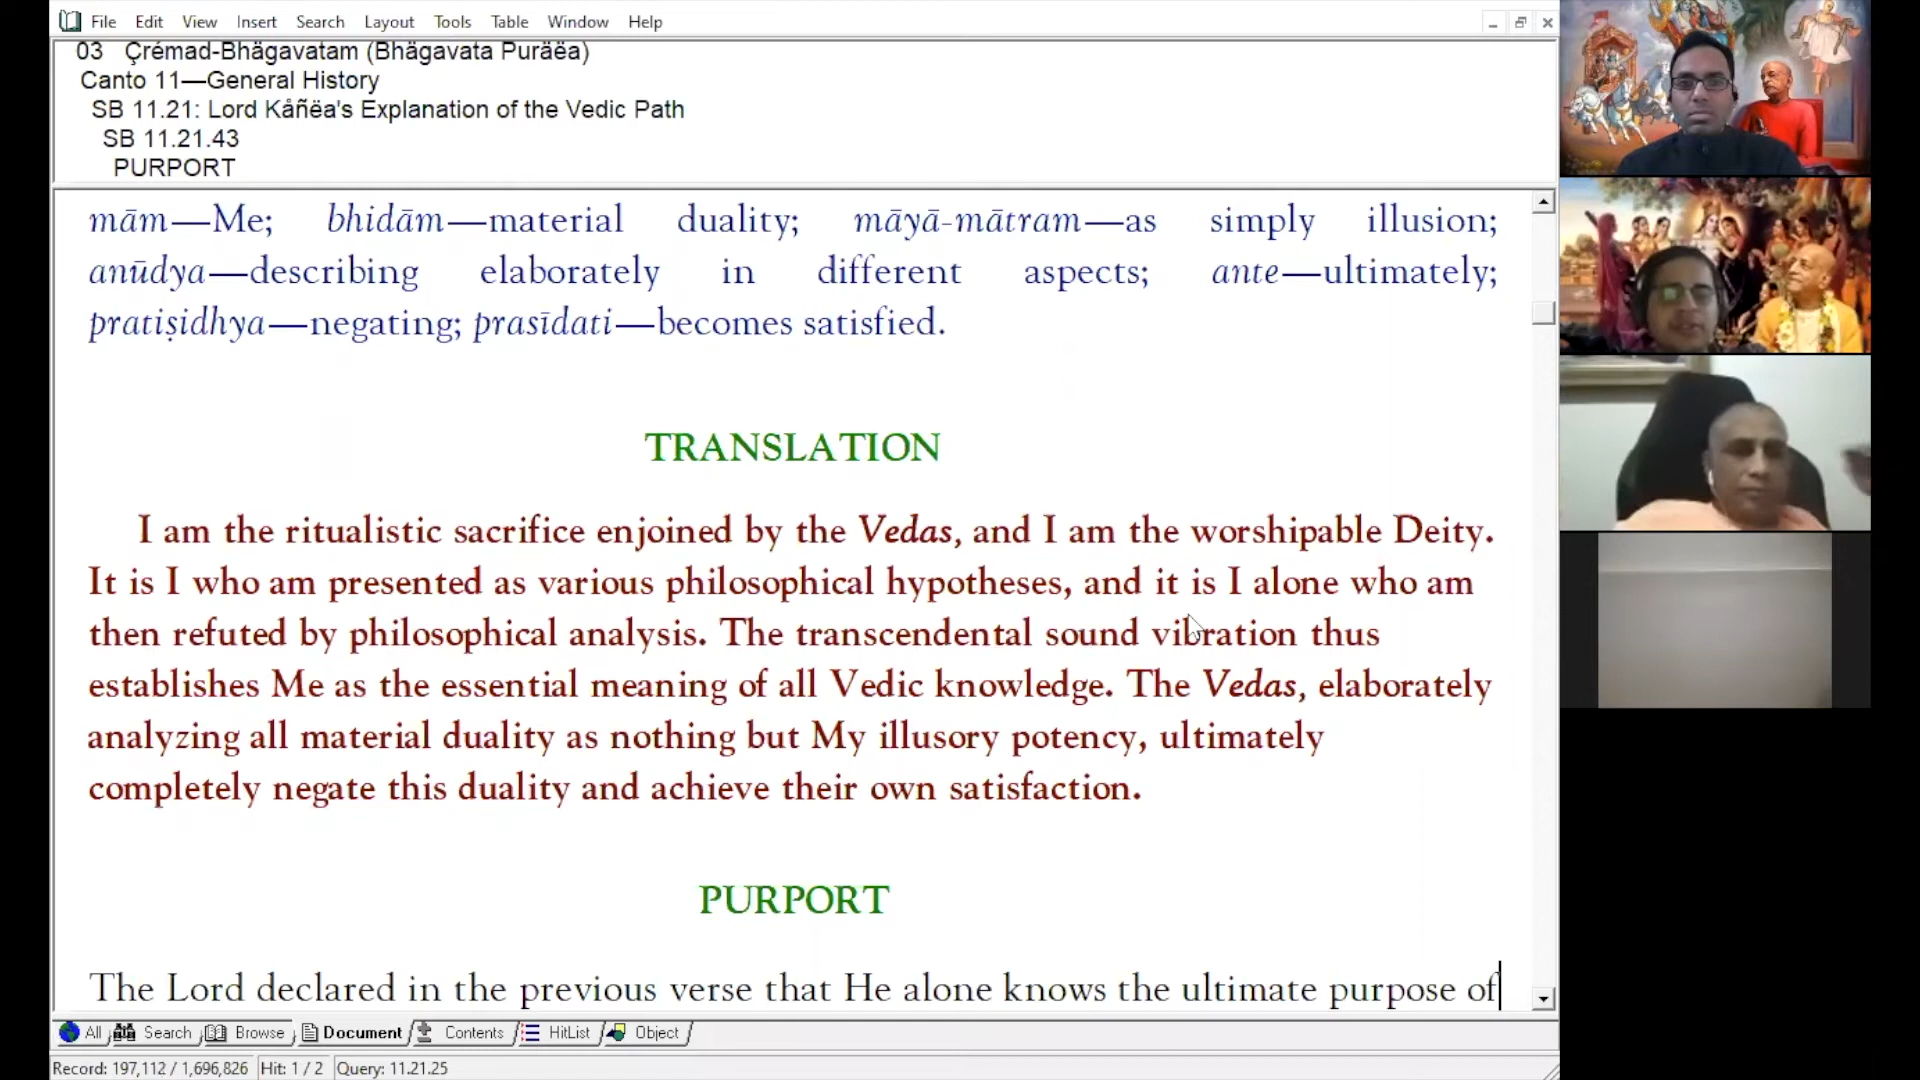 File Edit View Insert Search Layout Tools Table Window Help
03 Çrémad-Bhägavatam (Bhägavata Puräëa)
Canto 11—General History
SB 11.21: Lord Kåñëa's Explanation of the Vedic Path
SB 11.21.43
PURPORT
mām—Me; bhidām—material duality; māyā-mātram—as simply illusion;
anūdya—describing elaborately in different aspects; ante—ultimately;
pratiṣidhya—negating; prasīdati—becomes satisfied.
TRANSLATION
I am the ritualistic sacrifice enjoined by the Vedas, and I am the worshipable Deity.
It is I who am presented as various philosophical hypotheses, and it is I alone who am
then refuted by philosophical analysis. The transcendental sound vibration thus
establishes Me as the essential meaning of all Vedic knowledge. The Vedas, elaborately
analyzing all material duality as nothing but My illusory potency, ultimately
completely negate this duality and achieve their own satisfaction.
PURPORT
The Lord declared in the previous verse that He alone knows the ultimate purpose of
All Search Browse Document Contents HitList Object
Record: 197,112 / 1,696,826 Hit: 1 / 2 Query: 11.21.25